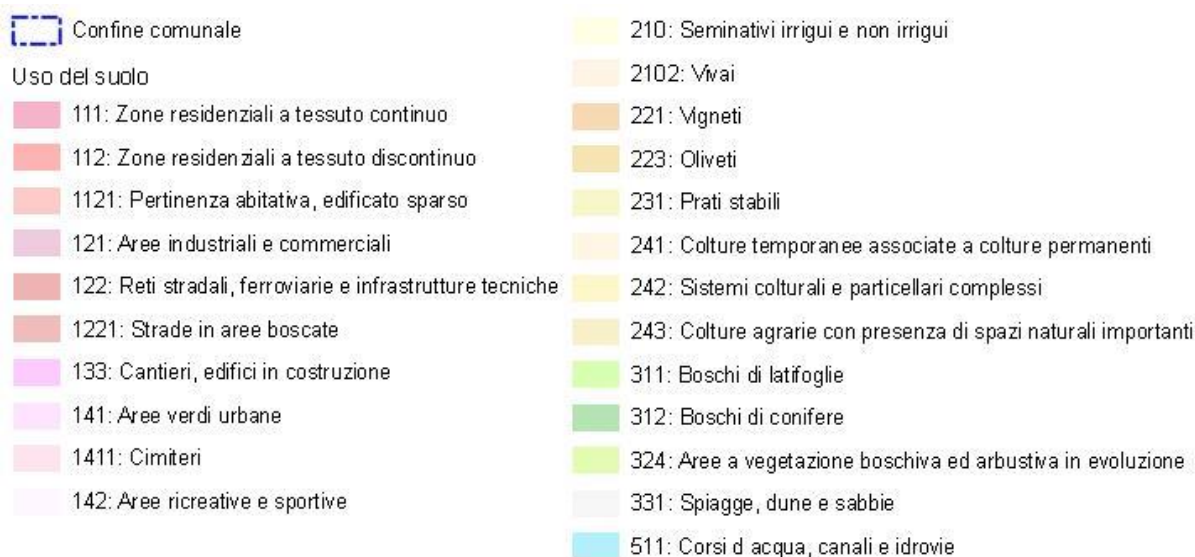 Confine comunale
Uso del suolo
111: Zone residenziali a tessuto continuo
112: Zone residenziali a tessuto discontinuo
1121: Pertinenza abitativa, edificato sparso
121: Aree industriali e commerciali
122: Reti stradali, ferroviarie e infrastrutture tecniche
1221: Strade in aree boscate
133: Cantieri, edifici in costruzione
141: Aree verdi urbane
1411: Cimiteri
142: Aree ricreative e sportive
210: Seminativi irrigui e non irrigui
2102: Vivai
221: Vigneti
223: Oliveti
231: Prati stabili
241: Colture temporanee associate a colture permanenti
242: Sistemi colturali e particellari complessi
243: Colture agrarie con presenza di spazi naturali importanti
311: Boschi di latifoglie
312: Boschi di conifere
324: Aree a vegetazione boschiva ed arbustiva in evoluzione
331: Spiagge, dune e sabbie
511: Corsi d acqua, canali e idrovie